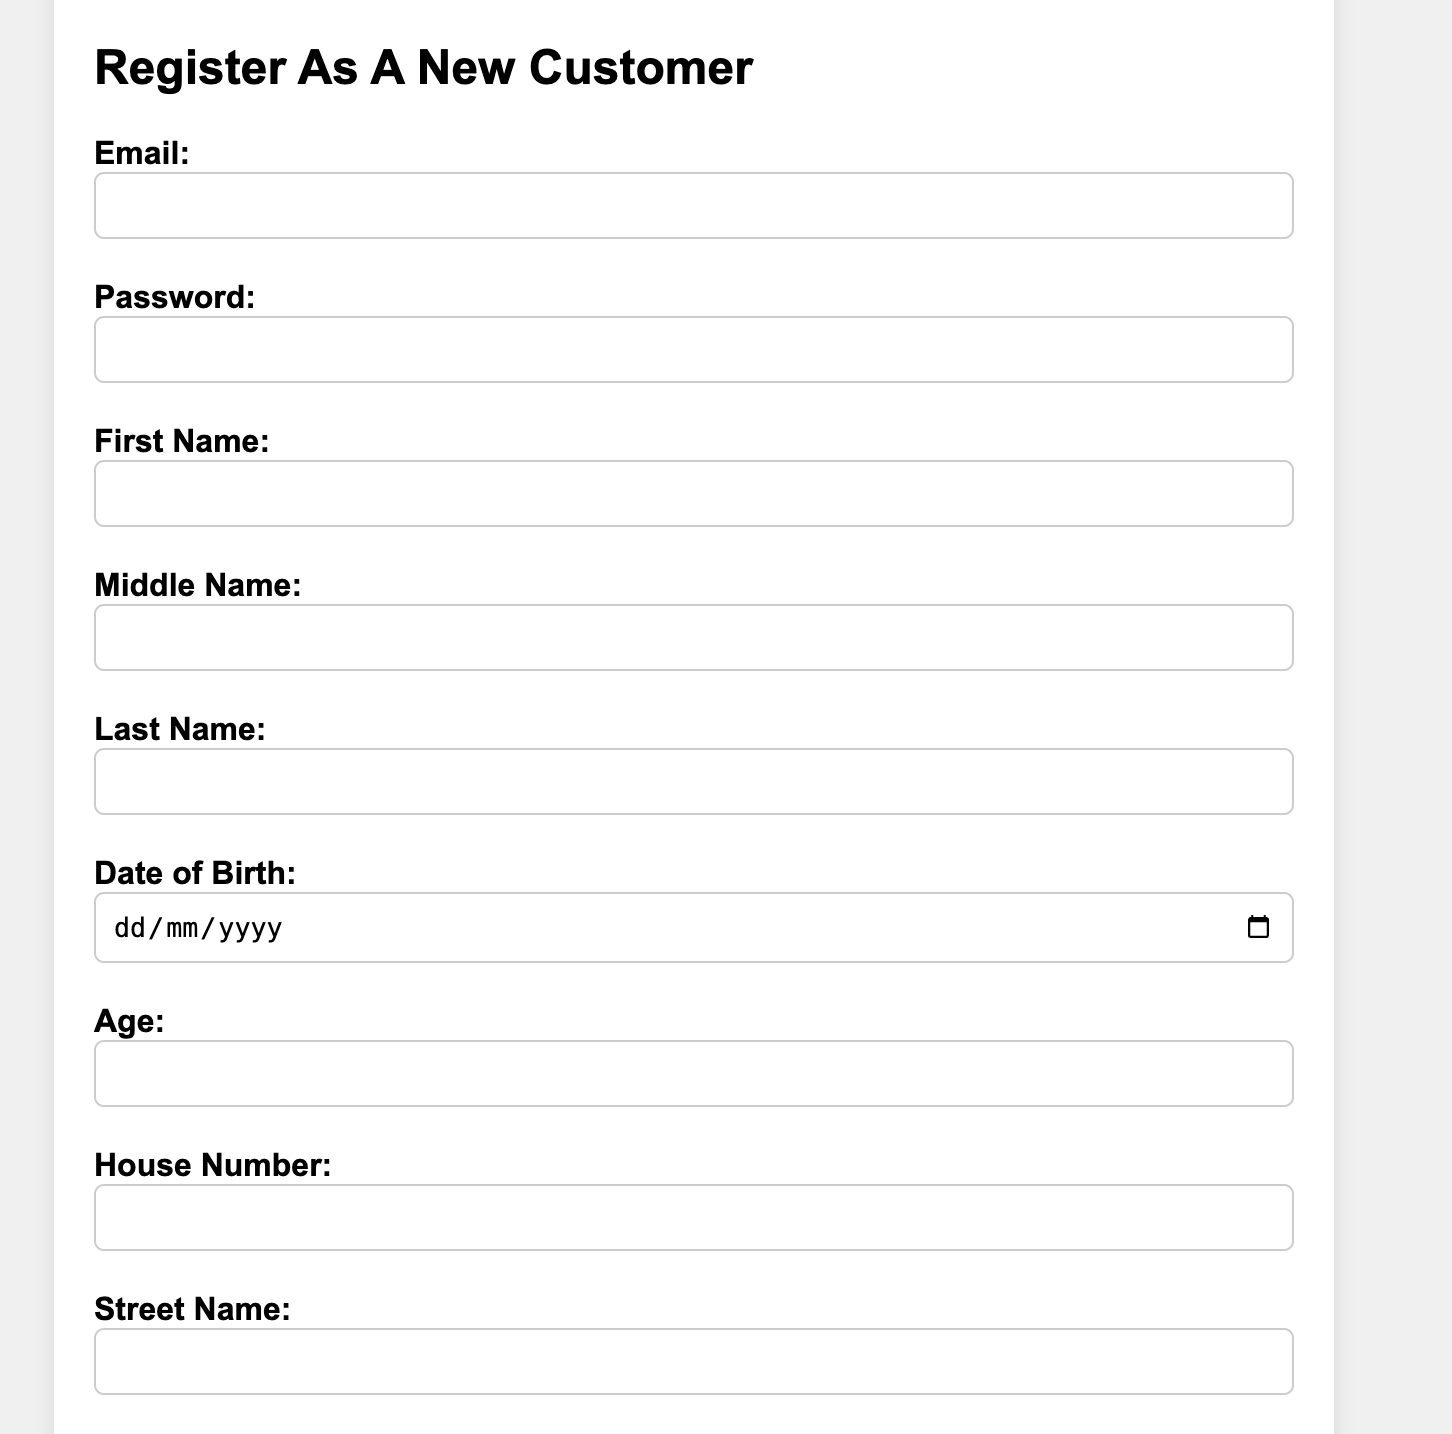 Register As A New Customer
Email:
Password:
First Name:
Middle Name:
Last Name:
Date of Birth:
dd/mm/yyyy
Age:
House Number:
Street Name: